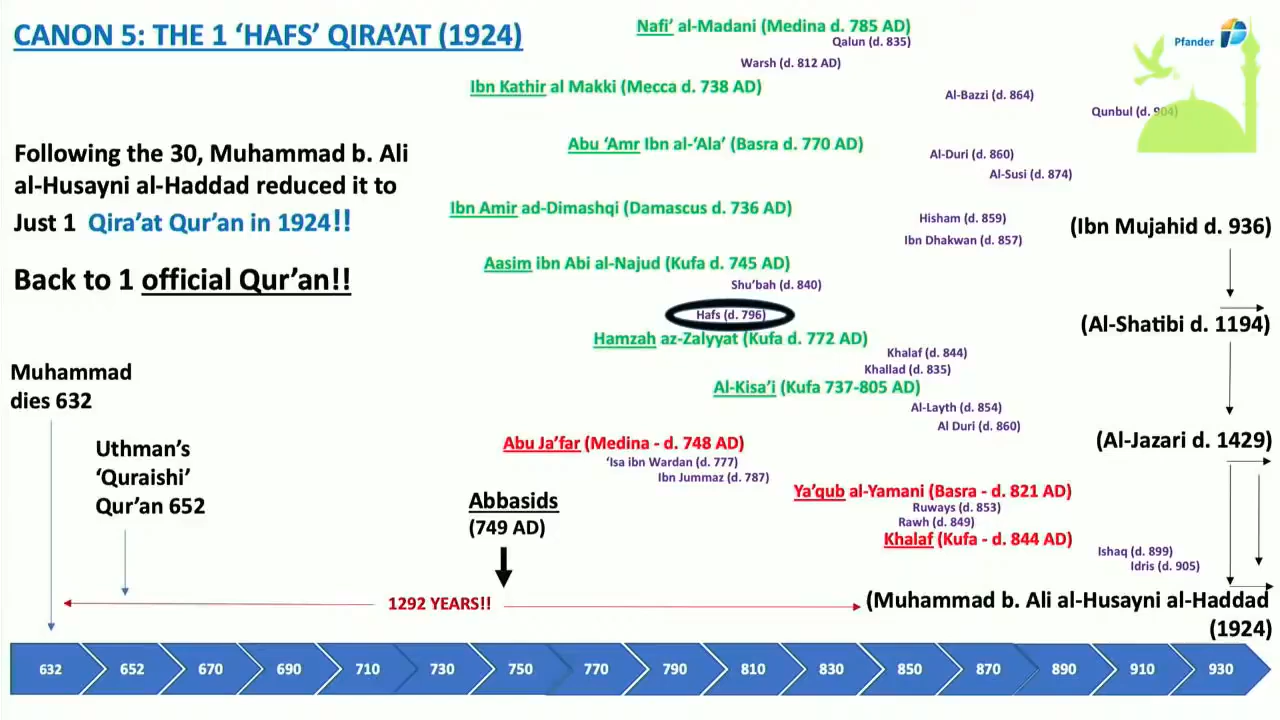 CANON 5: THE 1 ‘HAFS’ QIRA’AT (1924)
Pfander
Following the 30, Muhammad b. Ali
al-Husayni al-Haddad reduced it to
Just 1 Qira’at Qur’an in 1924!!
Back to 1 official Qur’an!!
Nafi’ al-Madani (Medina d. 785 AD)
Qalun (d. 835)
Warsh (d. 812 AD)
Ibn Kathir al Makki (Mecca d. 738 AD)
Al-Bazzi (d. 864)
Qunbul (d. 904)
Abu ‘Amr Ibn al-‘Ala’ (Basra d. 770 AD)
Al-Duri (d. 860)
Al-Susi (d. 874)
Ibn Amir ad-Dimashqi (Damascus d. 736 AD)
Hisham (d. 859)
Ibn Dhakwan (d. 857)
Aasim ibn Abi al-Najud (Kufa d. 745 AD)
Shu’bah (d. 840)
Hafs (d. 796)
Hamzah az-Zalyyat (Kufa d. 772 AD)
Khalaf (d. 844)
Khallad (d. 835)
Al-Kisa’i (Kufa 737-805 AD)
Al-Layth (d. 854)
Al Duri (d. 860)
Abu Ja’far (Medina - d. 748 AD)
‘Isa ibn Wardan (d. 777)
Ibn Jummaz (d. 787)
Ya’qub al-Yamani (Basra - d. 821 AD)
Ruways (d. 853)
Rawh (d. 849)
Khalaf (Kufa - d. 844 AD)
Ishaq (d. 899)
Idris (d. 905)
(Ibn Mujahid d. 936)
(Al-Shatibi d. 1194)
(Al-Jazari d. 1429)
(Muhammad b. Ali al-Husayni al-Haddad
(1924)
Muhammad
dies 632
Uthman’s
‘Quraishi’
Qur’an 652
Abbasids
(749 AD)
1292 YEARS!!
632 652 670 690 710 730 750 770 790 810 830 850 870 890 910 930